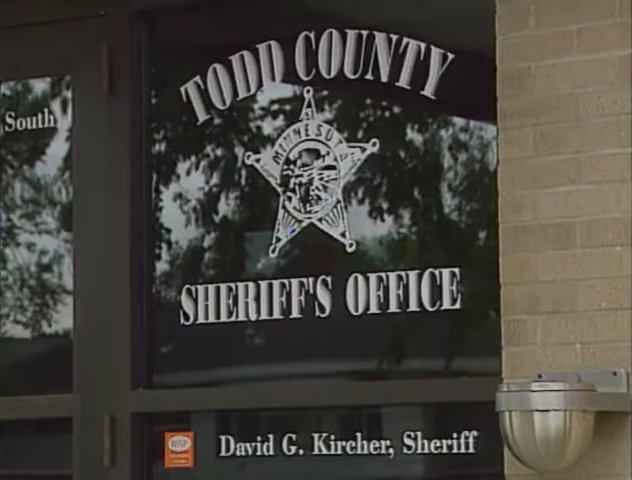 TODD COUNTY
South
MINNESOTA
SHERIFF'S OFFICE
David G. Kircher, Sheriff